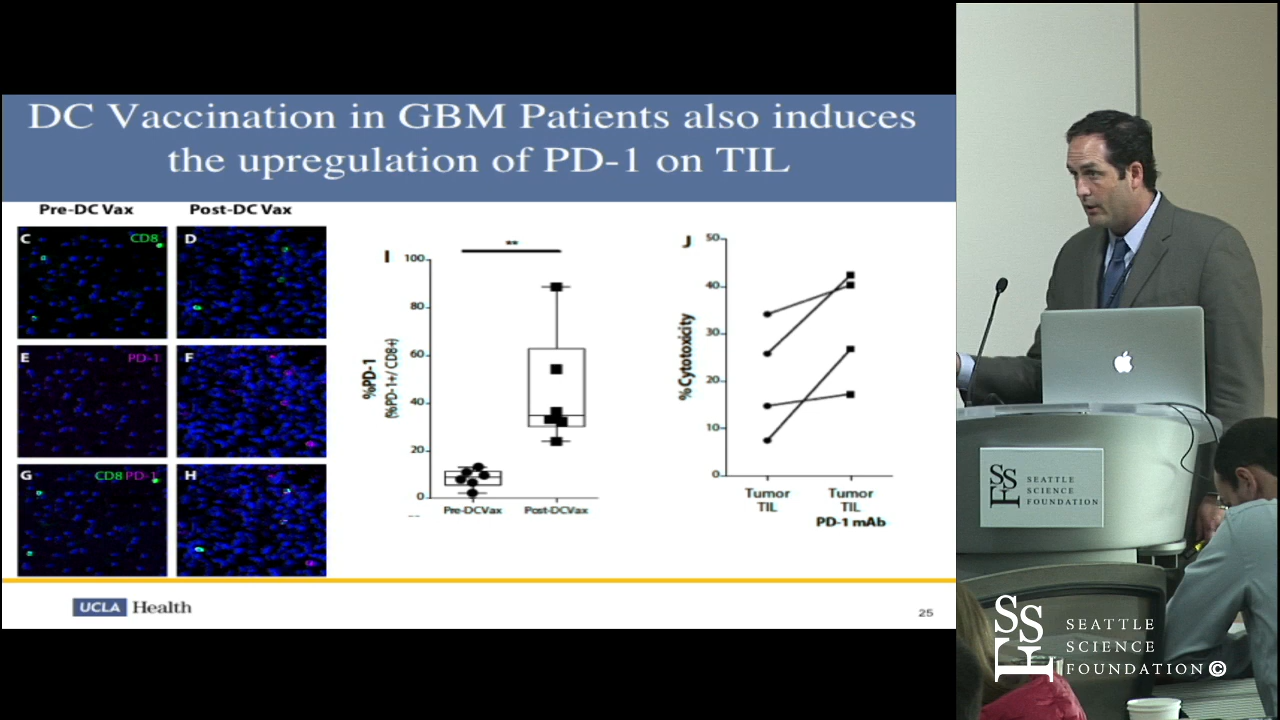 DC Vaccination in GBM Patients also induces
the upregulation of PD-1 on TIL
Pre-DC Vax Post-DC Vax
C CD8 D
E PD-1 F
G CD8 PD-1 H
I
**
100
80
60
40
20
0
%PD-1
(%PD-1+/ CD8+)
Pre-DCVax Post-DCVax
J
50
40
30
20
10
0
% Cytotoxicity
Tumor
TIL
Tumor
TIL
PD-1 mAb
UCLA Health
25
SSF
SEATTLE
SCIENCE
FOUNDATION
SSF
SEATTLE
SCIENCE
FOUNDATION©